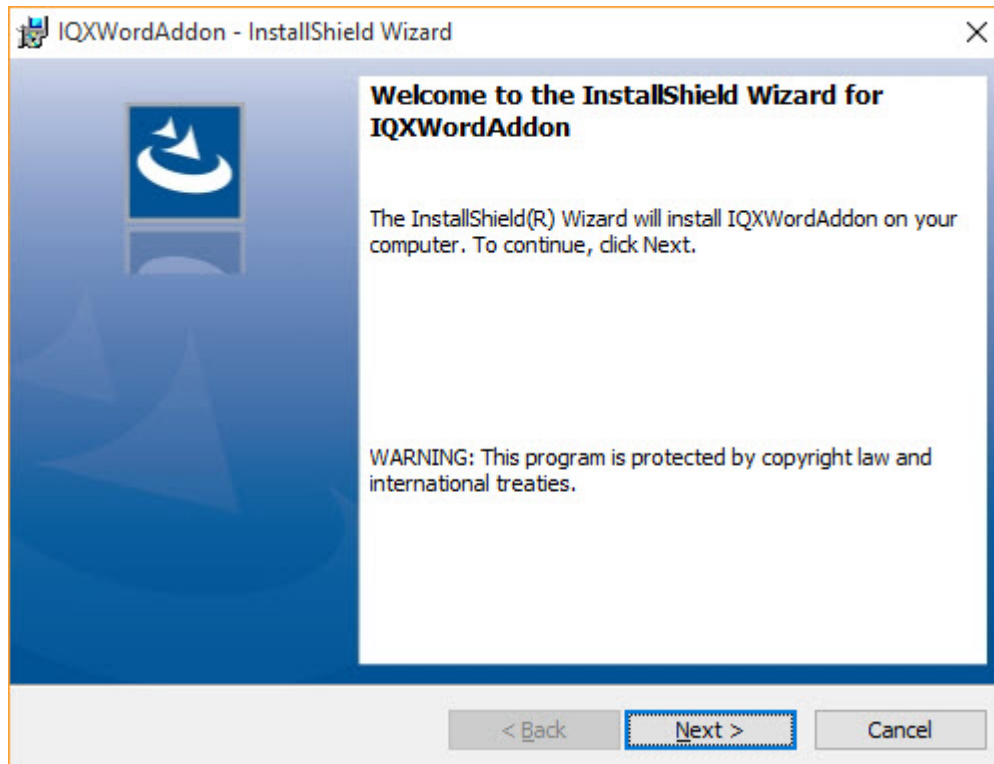 IQXWordAddon - InstallShield Wizard
Welcome to the InstallShield Wizard for
IQXWordAddon
The InstallShield(R) Wizard will install IQXWordAddon on your
computer. To continue, click Next.
WARNING: This program is protected by copyright law and
international treaties.
< Back Next > Cancel